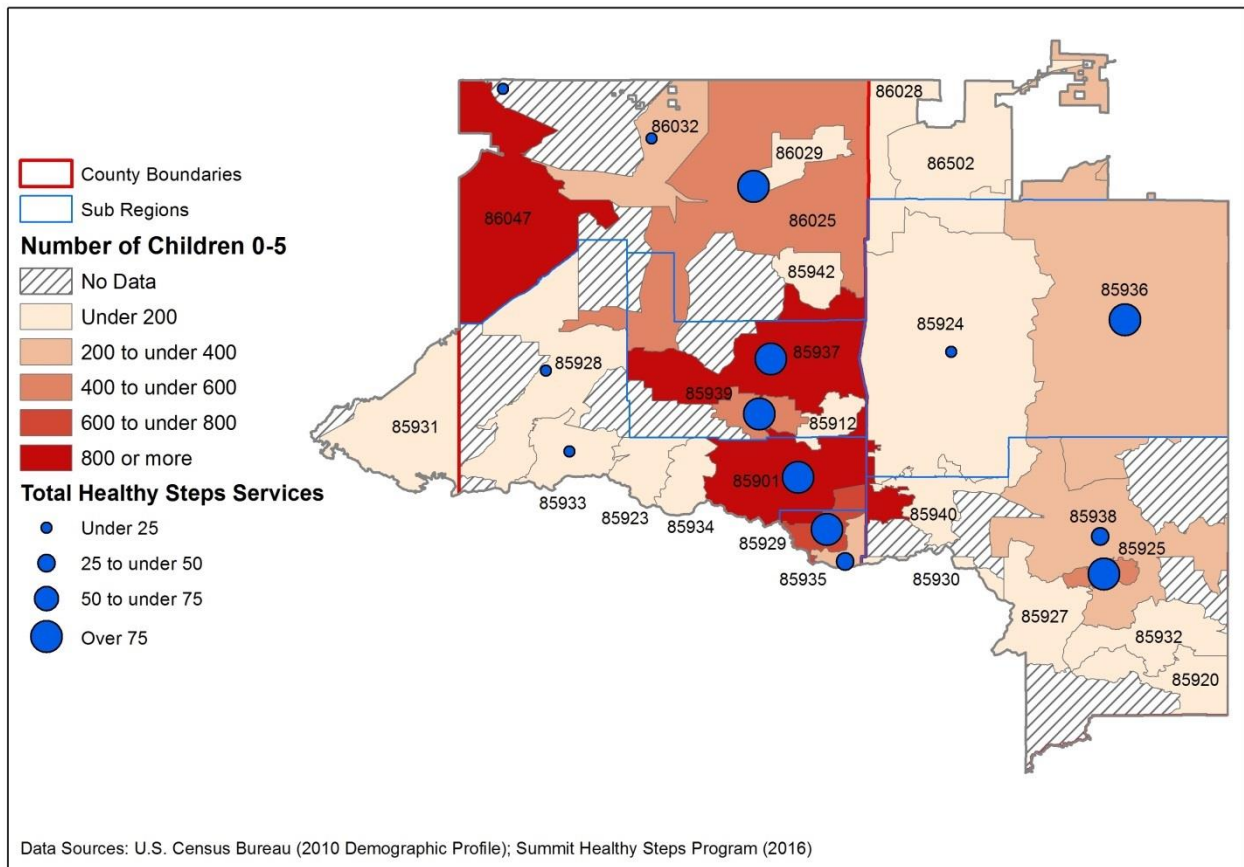 County Boundaries
Sub Regions
Number of Children 0-5
No Data
Under 200
200 to under 400
400 to under 600
600 to under 800
800 or more
Total Healthy Steps Services
Under 25
25 to under 50
50 to under 75
Over 75
86028
86032
86029
86502
86047
86025
85942
85936
85924
85937
85928
85939
85912
85931
85901
85933
85923
85934
85940
85938
85929
85925
85935
85930
85927
85932
85920
Data Sources: U.S. Census Bureau (2010 Demographic Profile); Summit Healthy Steps Program (2016)